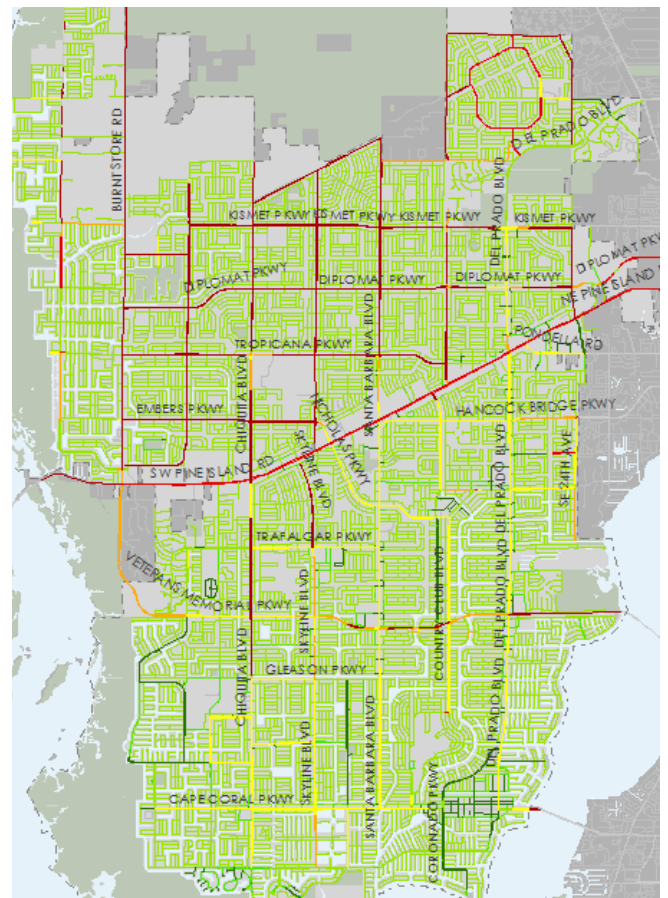 DEL PRADO BLVD
BURNT STORE RD
KISMET PKWY
KISMET PKWY
KISMET PKWY
KISMET PKWY
DEL PRADO BLVD
DIPLOMAT PKWY
DIPLOMAT PKWY
DIPLOMAT PKWY
DIPLOMAT PKWY
NE PINE ISLAND
PONDELLA RD
TROPICANA PKWY
SANTA BARBARA BLVD
CHIQUITA BLVD
EMBERS PKWY
NICHOLAS PKWY
SKYLINE BLVD
HANCOCK BRIDGE PKWY
SW PINE ISLAND RD
DEL PRADO BLVD
SE 24TH AVE
TRAFALGAR PKWY
VETERANS MEMORIAL PKWY
SKYLINE BLVD
COUNTRY CLUB BLVD
DEL PRADO BLVD
GLEASON PKWY
CHIQUITA BLVD
SKYLINE BLVD
SANTA BARBARA BLVD
DEL PRADO BLVD
CAPE CORAL PKWY
CORONADO PKWY